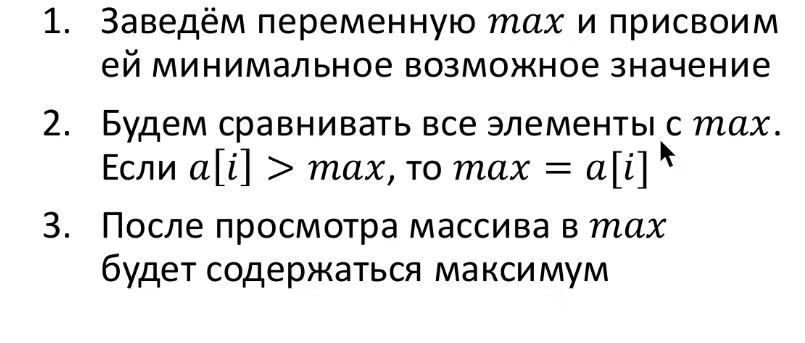 1. Заведём переменную max и присвоим
ей минимальное возможное значение
2. Будем сравнивать все элементы с max.
Если a[i] > max, то max = a[i]
3. После просмотра массива в max
будет содержаться максимум